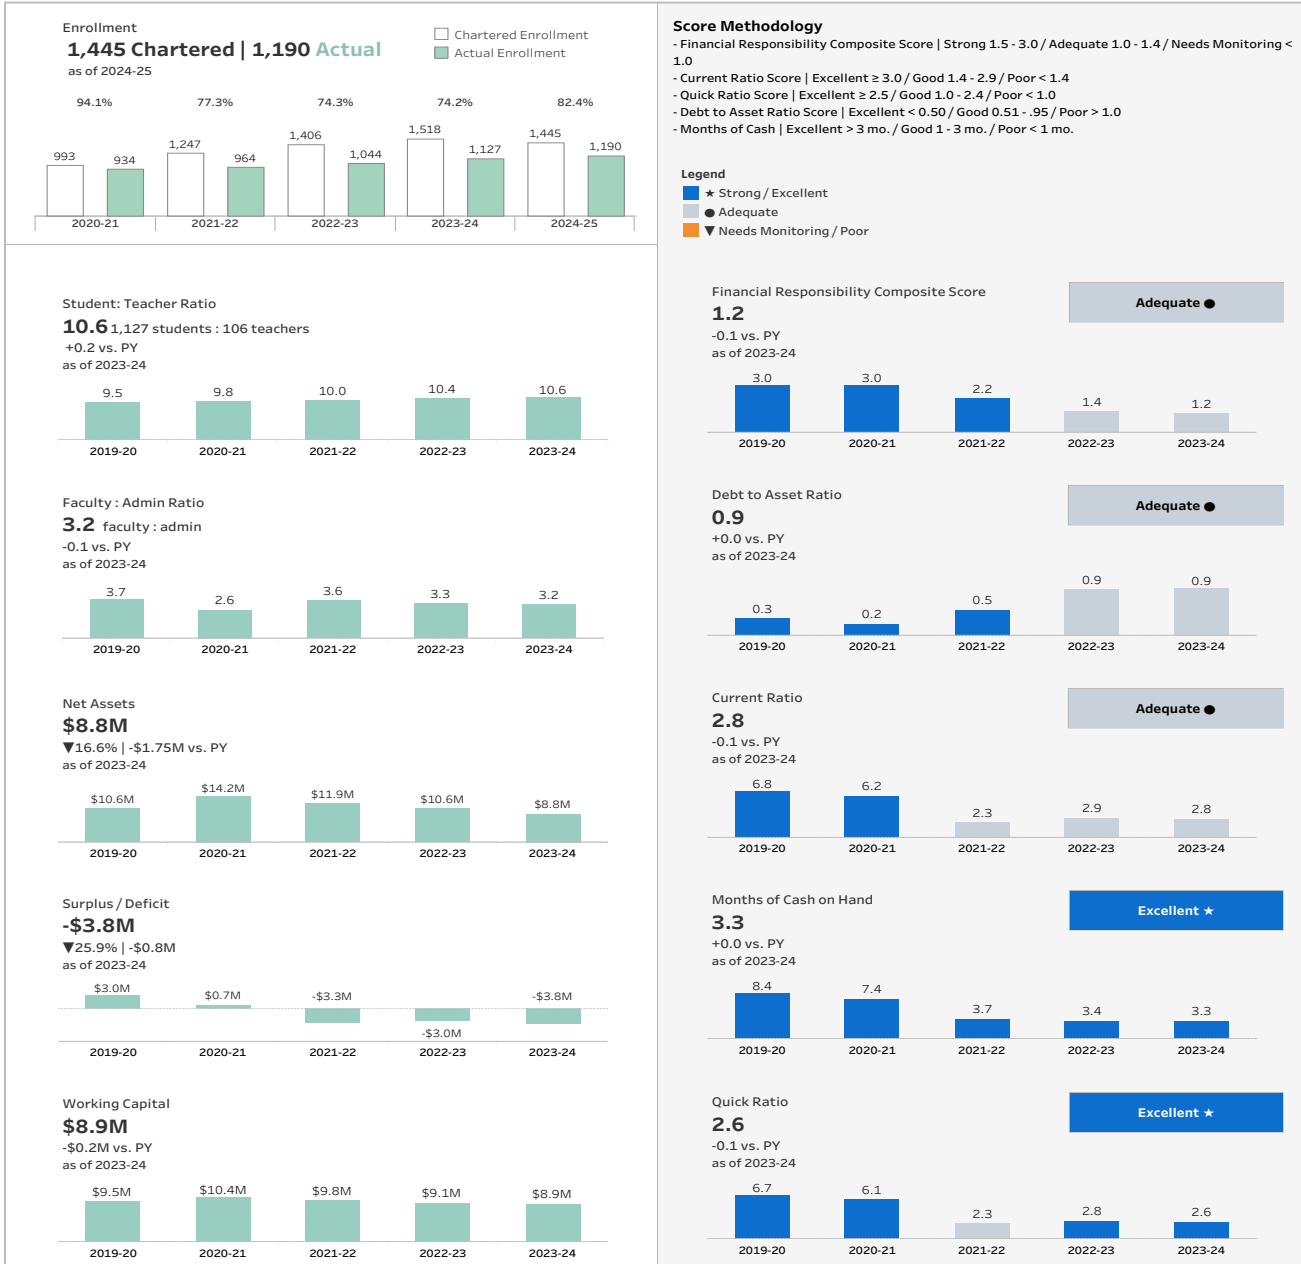 Enrollment
1,445 Chartered | 1,190 Actual
as of 2024-25
Chartered Enrollment
Actual Enrollment
94.1% 77.3% 74.3% 74.2% 82.4%
993 934 1,247 964 1,406 1,044 1,518 1,127 1,445 1,190
2020-21 2021-22 2022-23 2023-24 2024-25
Score Methodology
- Financial Responsibility Composite Score | Strong 1.5 - 3.0 / Adequate 1.0 - 1.4 / Needs Monitoring <
1.0
- Current Ratio Score | Excellent ≥ 3.0 / Good 1.4 - 2.9 / Poor < 1.4
- Quick Ratio Score | Excellent ≥ 2.5 / Good 1.0 - 2.4 / Poor < 1.0
- Debt to Asset Ratio Score | Excellent < 0.50 / Good 0.51 - .95 / Poor > 1.0
- Months of Cash | Excellent > 3 mo. / Good 1 - 3 mo. / Poor < 1 mo.
Legend
★ Strong / Excellent
● Adequate
▼ Needs Monitoring / Poor
Student: Teacher Ratio
10.6 1,127 students : 106 teachers
+0.2 vs. PY
as of 2023-24
9.5 9.8 10.0 10.4 10.6
2019-20 2020-21 2021-22 2022-23 2023-24
Faculty : Admin Ratio
3.2 faculty : admin
-0.1 vs. PY
as of 2023-24
3.7 2.6 3.6 3.3 3.2
2019-20 2020-21 2021-22 2022-23 2023-24
Net Assets
$8.8M
▼16.6% | -$1.75M vs. PY
as of 2023-24
$10.6M $14.2M $11.9M $10.6M $8.8M
2019-20 2020-21 2021-22 2022-23 2023-24
Surplus / Deficit
-$3.8M
▼25.9% | -$0.8M
as of 2023-24
$3.0M $0.7M -$3.3M -$3.0M -$3.8M
2019-20 2020-21 2021-22 2022-23 2023-24
Working Capital
$8.9M
-$0.2M vs. PY
as of 2023-24
$9.5M $10.4M $9.8M $9.1M $8.9M
2019-20 2020-21 2021-22 2022-23 2023-24
Financial Responsibility Composite Score
1.2
-0.1 vs. PY
as of 2023-24
Adequate ●
3.0 3.0 2.2 1.4 1.2
2019-20 2020-21 2021-22 2022-23 2023-24
Debt to Asset Ratio
0.9
+0.0 vs. PY
as of 2023-24
Adequate ●
0.3 0.2 0.5 0.9 0.9
2019-20 2020-21 2021-22 2022-23 2023-24
Current Ratio
2.8
-0.1 vs. PY
as of 2023-24
Adequate ●
6.8 6.2 2.3 2.9 2.8
2019-20 2020-21 2021-22 2022-23 2023-24
Months of Cash on Hand
3.3
+0.0 vs. PY
as of 2023-24
Excellent ★
8.4 7.4 3.7 3.4 3.3
2019-20 2020-21 2021-22 2022-23 2023-24
Quick Ratio
2.6
-0.1 vs. PY
as of 2023-24
Excellent ★
6.7 6.1 2.3 2.8 2.6
2019-20 2020-21 2021-22 2022-23 2023-24